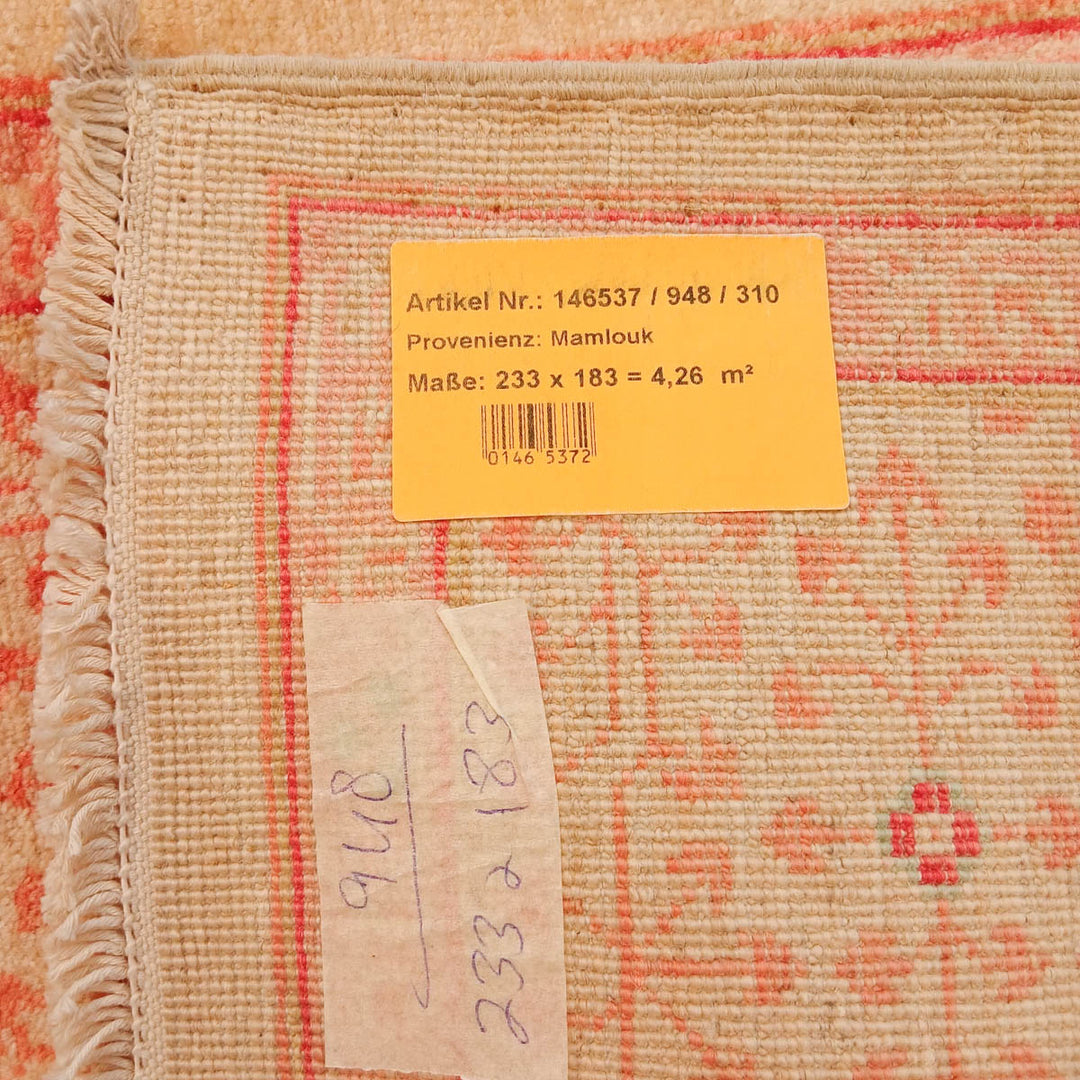 Artikel Nr.: 146537 / 948 / 310
Provenienz: Mamlouk
Maße: 233 x 183 = 4,26 m²
0146 5372
948
233 x 183